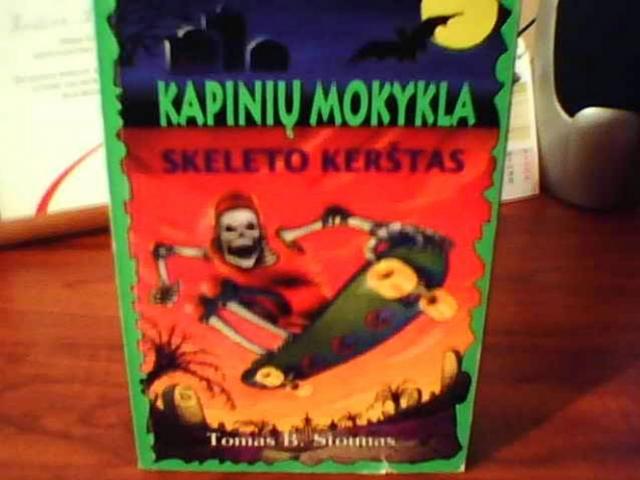 KAPINIŲ MOKYKLA
SKELETO KERŠTAS
Tomas B. Stounas